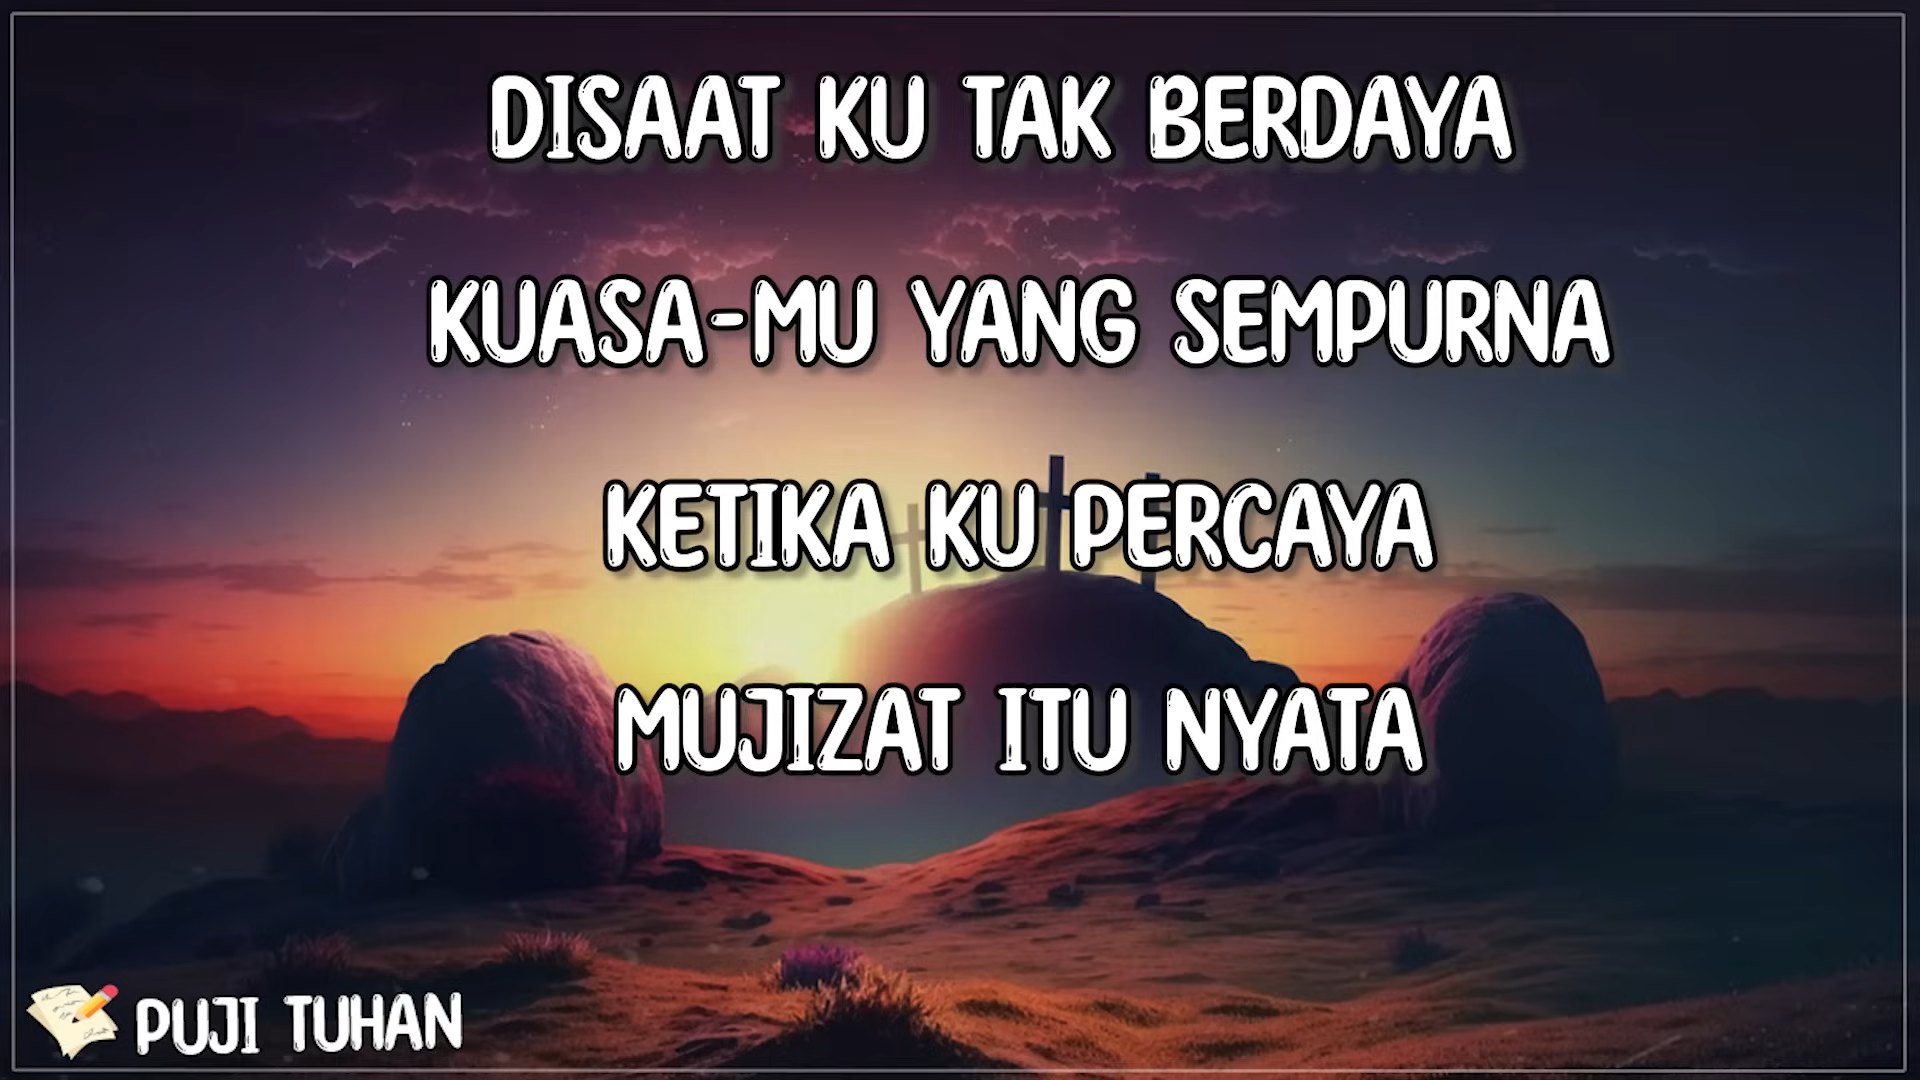 DISAAT KU TAK BERDAYA
KUASA-MU YANG SEMPURNA
KETIKA KU PERCAYA
MUJIZAT ITU NYATA
PUJI TUHAN